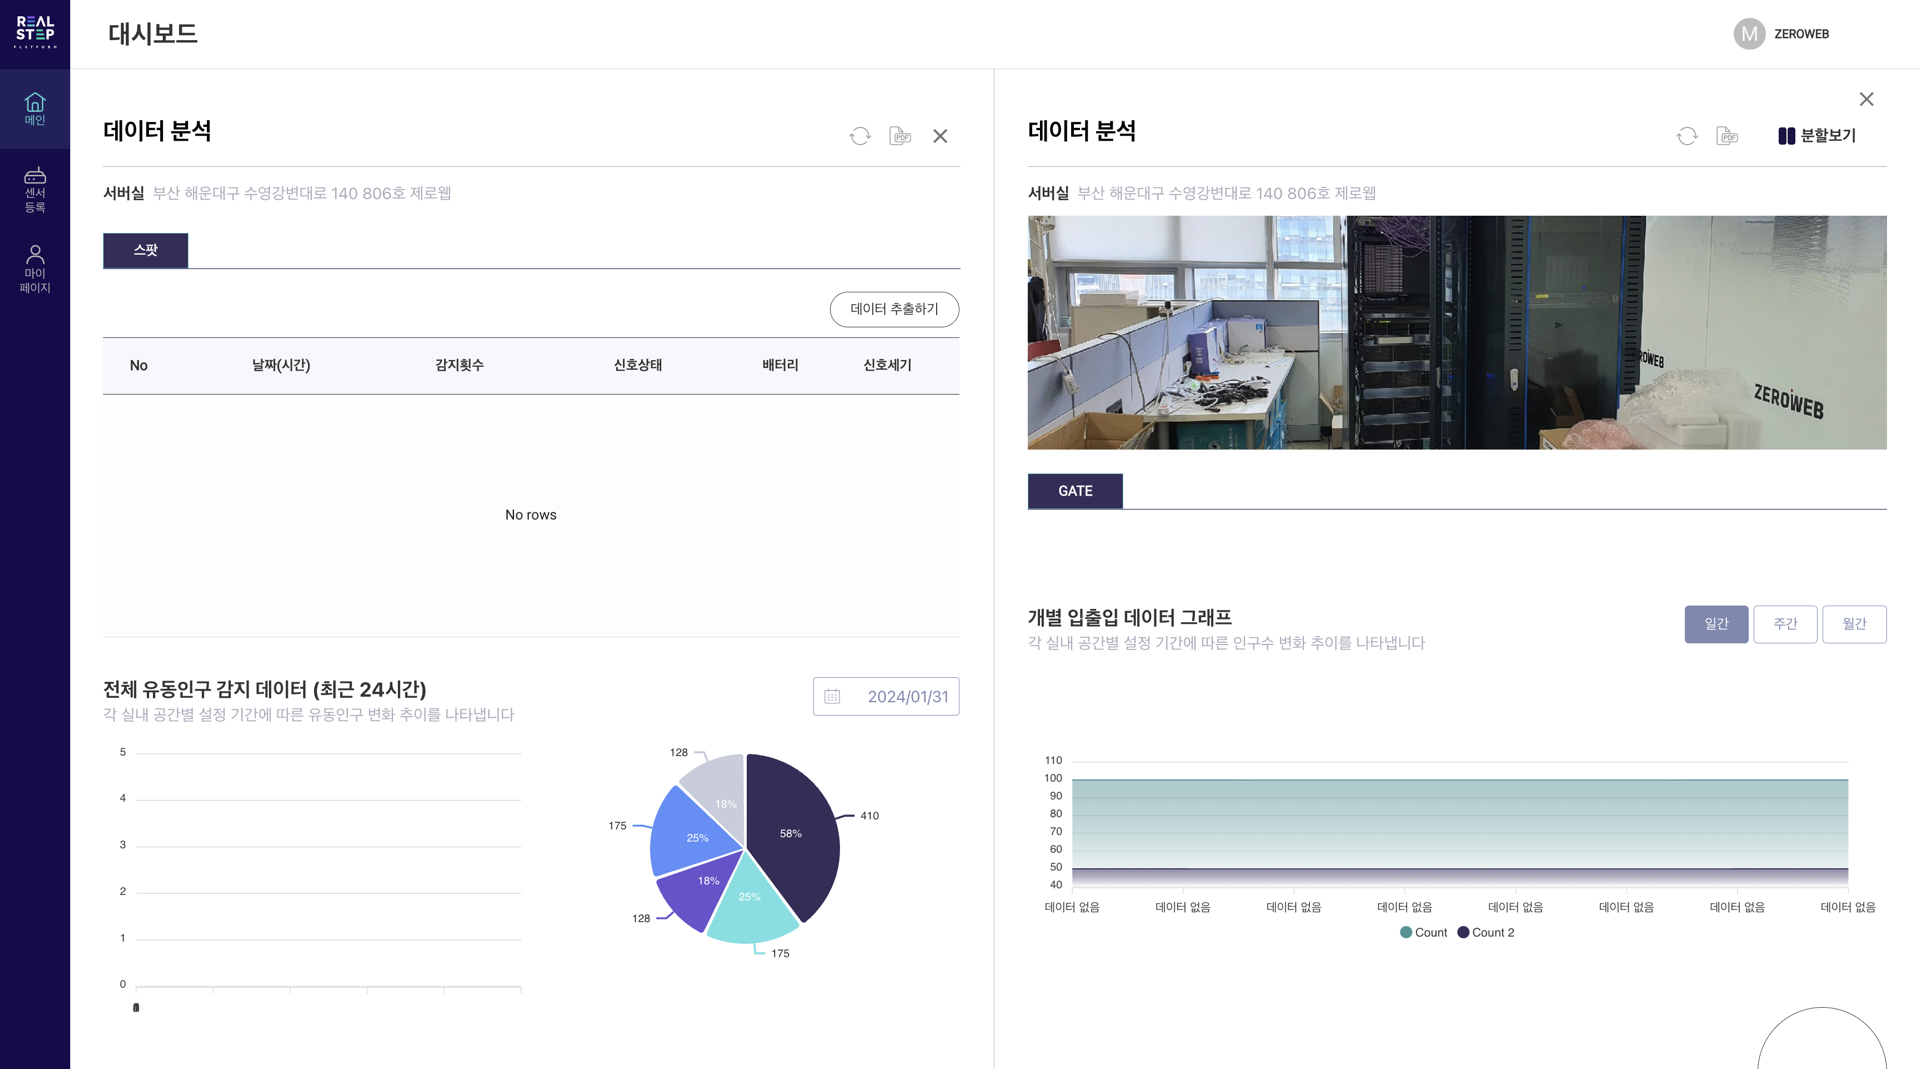 REAL
STEP
PLATFORM
대시보드
M ZEROWEB
메인
센서
등록
마이
페이지
데이터 분석
PDF
서버실 부산 해운대구 수영강변대로 140 806호 제로웹
스팟
데이터 추출하기
No 날짜(시간) 감지횟수 신호상태 배터리 신호세기
No rows
전체 유동인구 감지 데이터 (최근 24시간)
각 실내 공간별 설정 기간에 따른 유동인구 변화 추이를 나타냅니다
2024/01/31
5
4
3
2
1
0
128
18%
410
58%
175
25%
18%
128
25%
175
데이터 분석
PDF
분할보기
서버실 부산 해운대구 수영강변대로 140 806호 제로웹
ZEROWEB
ZEROWEB
GATE
개별 입출입 데이터 그래프
각 실내 공간별 설정 기간에 따른 인구수 변화 추이를 나타냅니다
일간 주간 월간
110
100
90
80
70
60
50
40
데이터 없음 데이터 없음 데이터 없음 데이터 없음 데이터 없음 데이터 없음 데이터 없음 데이터 없음
Count Count 2